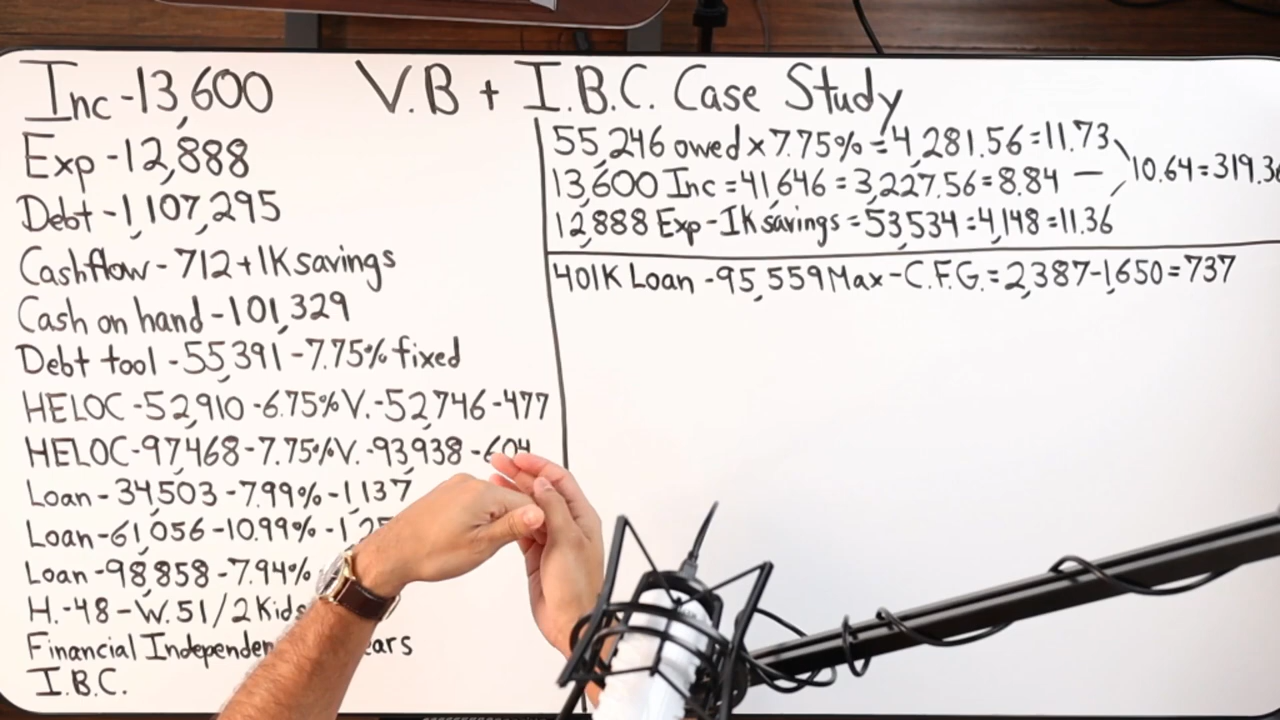 V.B + I.B.C. Case Study
Inc -13,600
Exp -12,888
Debt -1,107,295
Cashflow - 712 + 1K savings
Cash on hand -101,329
Debt tool -55,391 -7.75% fixed
HELOC -52,910 -6.75% V. -52,746 -477
HELOC -97,468 -7.75% V. -93,938 -604
Loan - 34,503 -7.99% -1,137
Loan -61,056 -10.99%
Loan -98,858 -7.94%
H. -48 - W. 51 / 2 Kids
Financial
I.B.C.
55,246 owed x 7.75% = 4,281.56 = 11.73
13,600 Inc = 41,646 = 3,227.56 = 8.84 — 10.64 = 319.3
12,888 Exp - 1K savings = 53,534 = 4,148 = 11.36
401K Loan -95,559 Max - C.F.G. = 2,387 -1,650 = 737